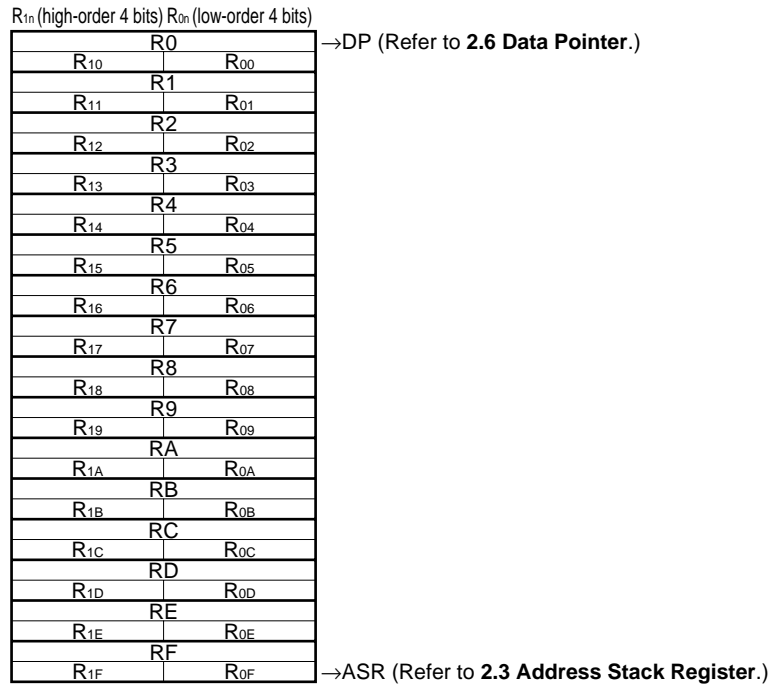 R1n (high-order 4 bits) R0n (low-order 4 bits)
R0 →DP (Refer to 2.6 Data Pointer.)
R10 R00
R1
R11 R01
R2
R12 R02
R3
R13 R03
R4
R14 R04
R5
R15 R05
R6
R16 R06
R7
R17 R07
R8
R18 R08
R9
R19 R09
RA
R1A R0A
RB
R1B R0B
RC
R1C R0C
RD
R1D R0D
RE
R1E R0E
RF
R1F R0F →ASR (Refer to 2.3 Address Stack Register.)